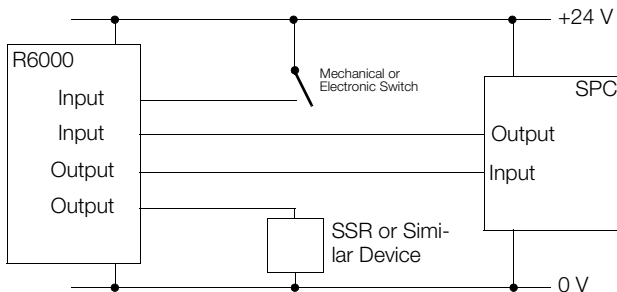 +24 V
R6000
Mechanical or
Electronic Switch
SPC
Input
Input
Output
Output
Output
Input
SSR or Simi-
lar Device
0 V